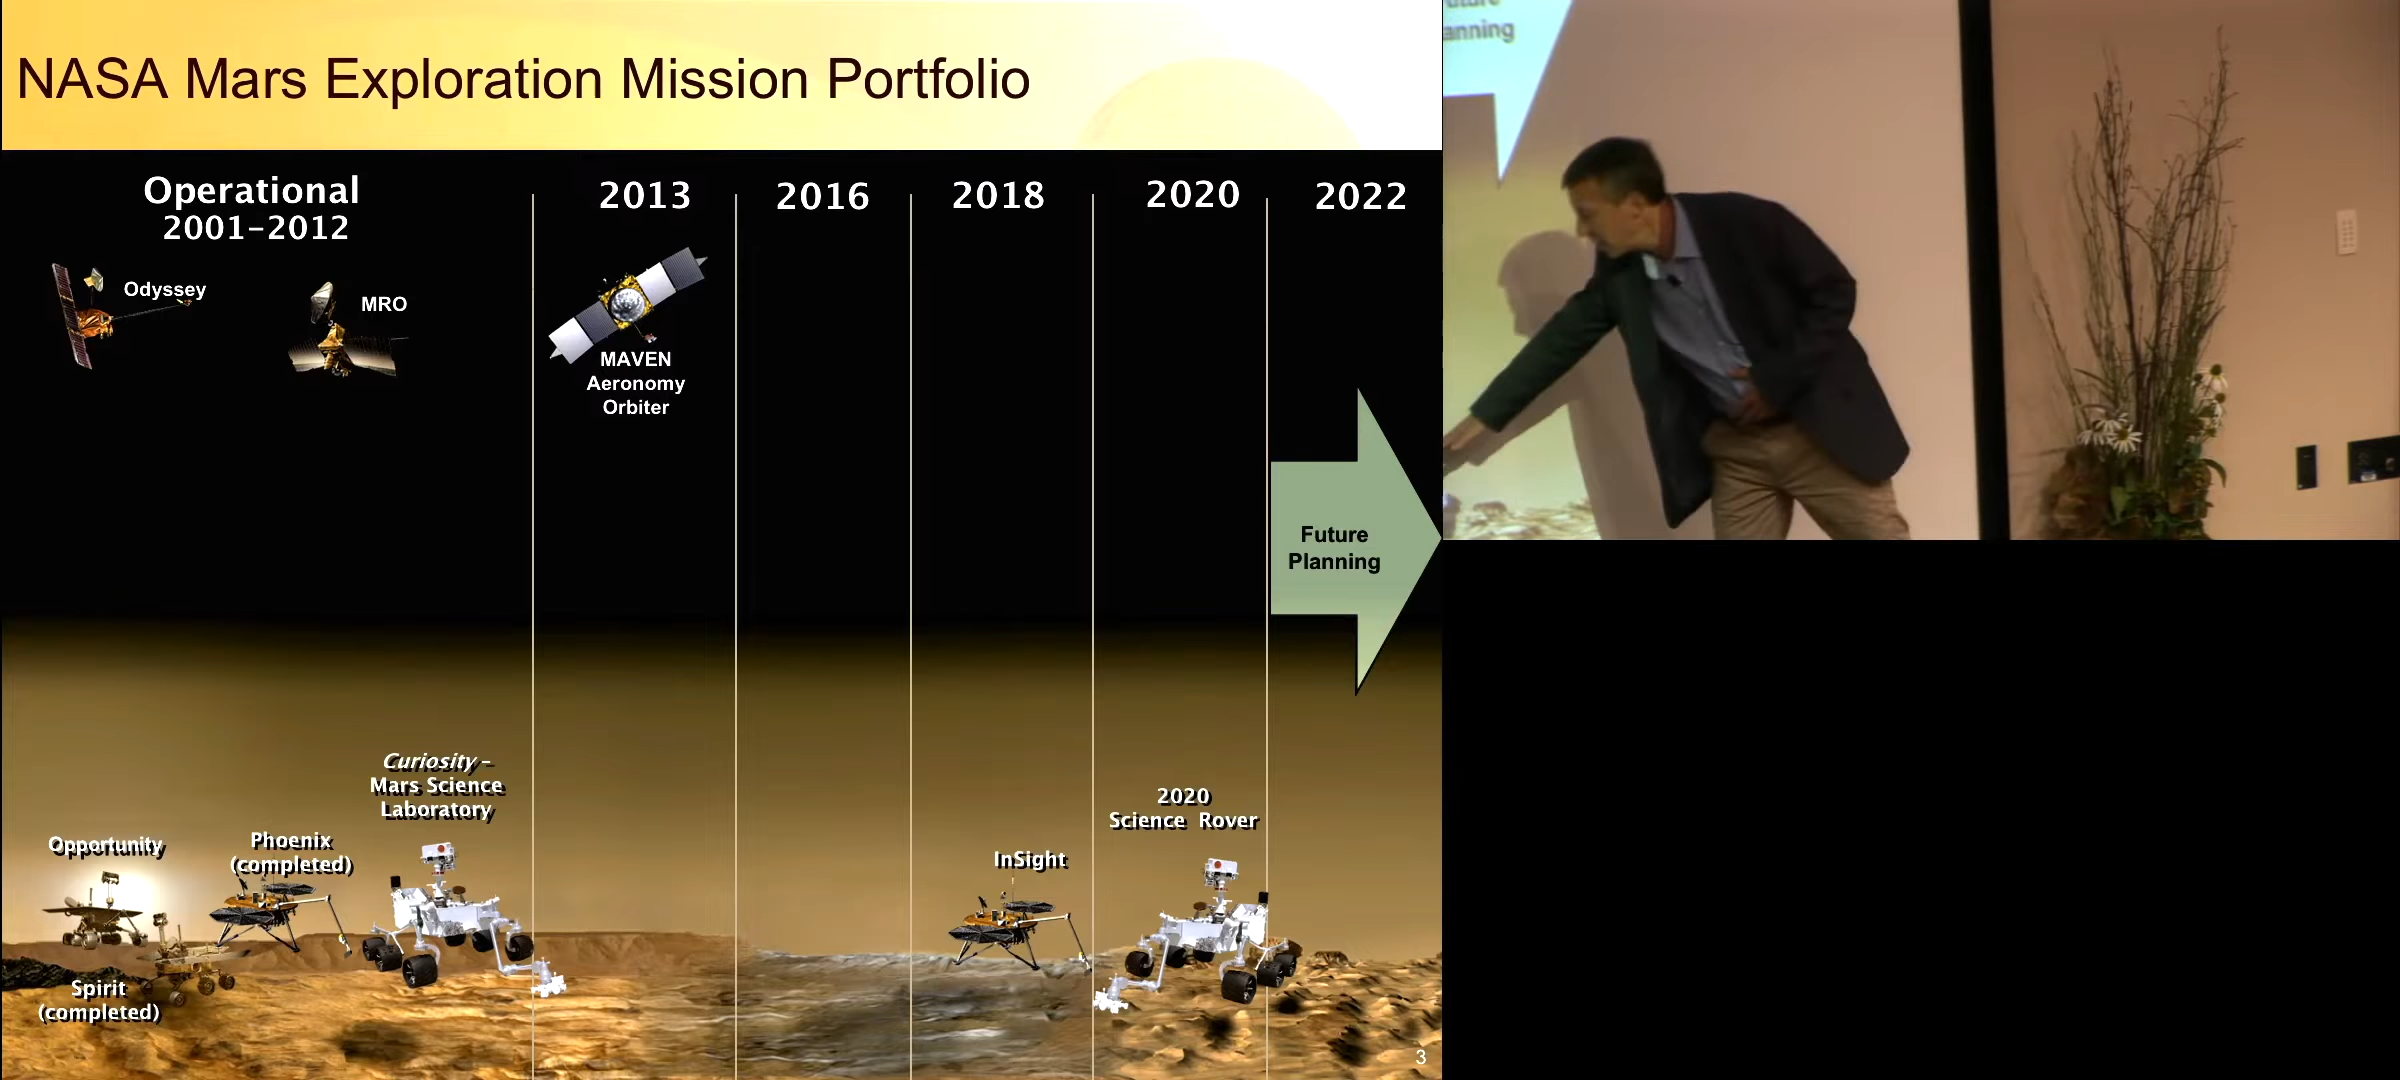 NASA Mars Exploration Mission Portfolio
Operational
2001–2012
2013
2016
2018
2020
2022
Odyssey
MRO
MAVEN
Aeronomy
Orbiter
Future
Planning
Curiosity –
Mars Science
Laboratory
Opportunity
Phoenix
(completed)
Spirit
(completed)
InSight
2020
Science Rover
3
anning